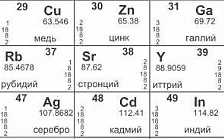 29 Cu 30 Zn 31 Ga
63.546 65.38 69.72
медь цинк галлий
Rb 37 Sr 38 Y 39
85.4678 87.62 88.9059
рубидий стронций иттрий
47 Ag 48 Cd 49 In
107.8682 112.41 114.82
серебро кадмий индий